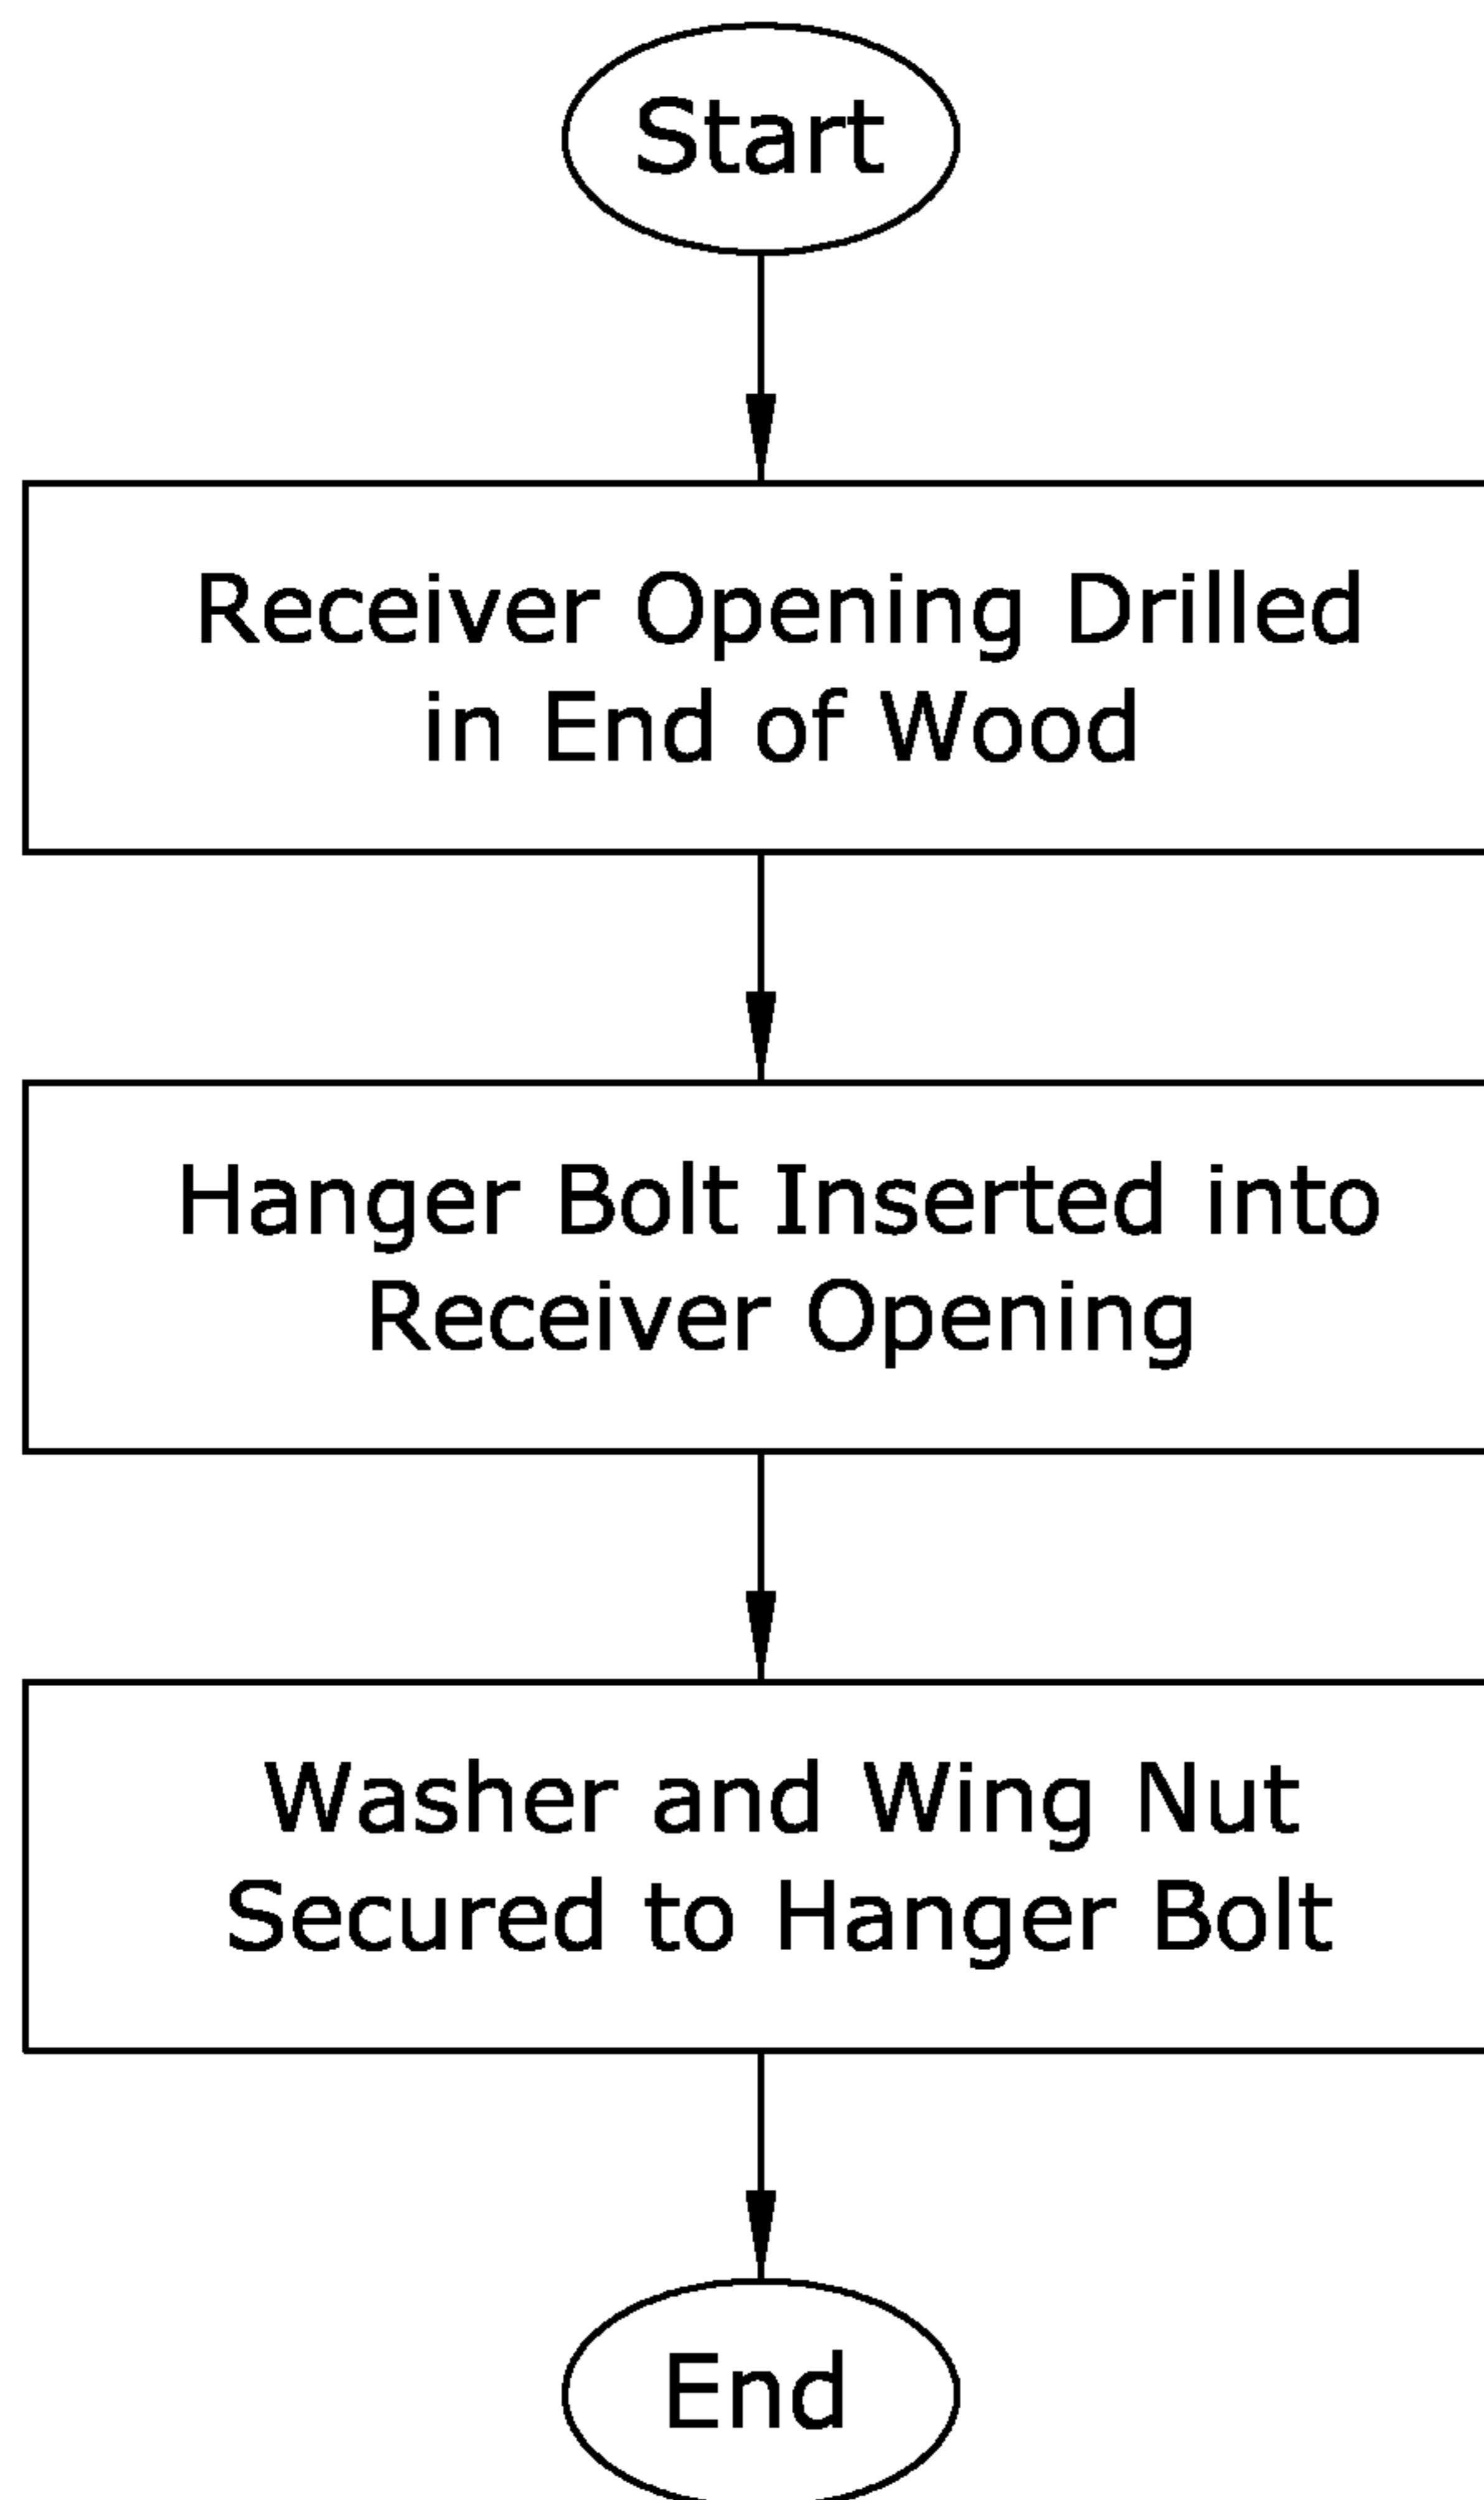 Start
Receiver Opening Drilled
in End of Wood
Hanger Bolt Inserted into
Receiver Opening
Washer and Wing Nut
Secured to Hanger Bolt
End